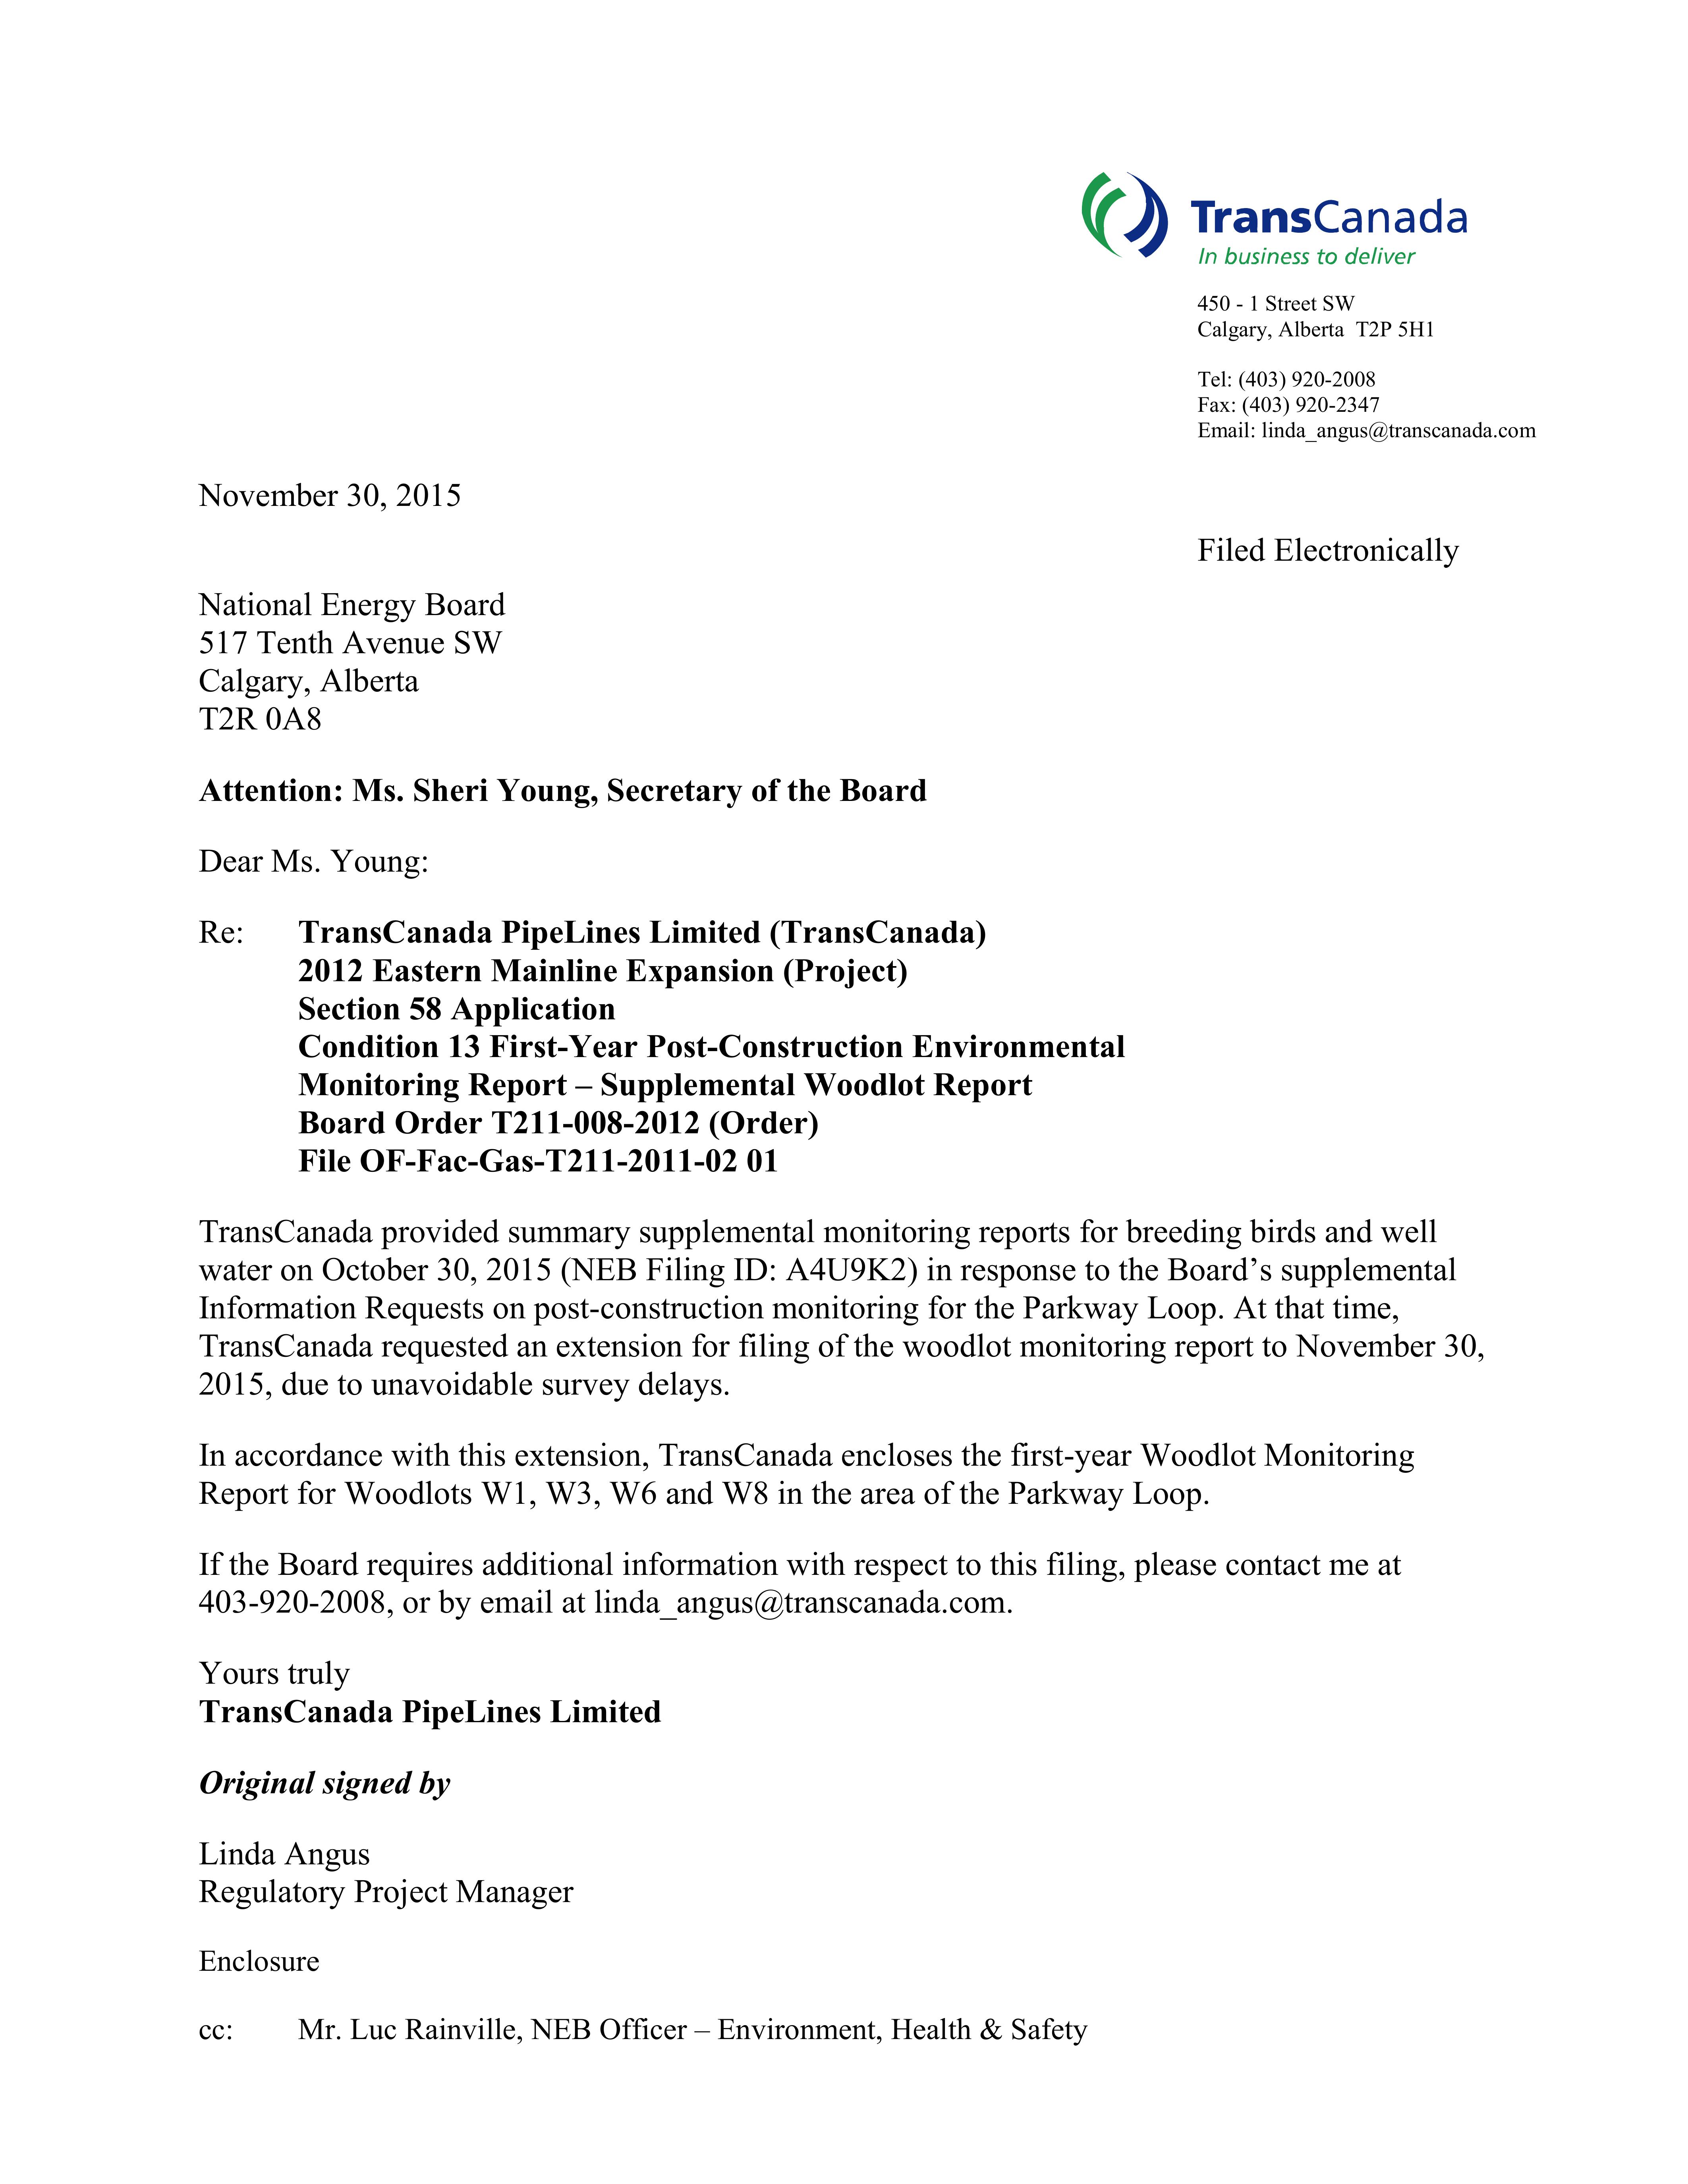 TransCanada
In business to deliver
450 - 1 Street SW
Calgary, Alberta T2P 5H1
Tel: (403) 920-2008
Fax: (403) 920-2347
Email: linda_angus@transcanada.com
November 30, 2015
Filed Electronically
National Energy Board
517 Tenth Avenue SW
Calgary, Alberta
T2R 0A8
Attention: Ms. Sheri Young, Secretary of the Board
Dear Ms. Young:
Re: TransCanada PipeLines Limited (TransCanada)
2012 Eastern Mainline Expansion (Project)
Section 58 Application
Condition 13 First-Year Post-Construction Environmental
Monitoring Report – Supplemental Woodlot Report
Board Order T211-008-2012 (Order)
File OF-Fac-Gas-T211-2011-02 01
TransCanada provided summary supplemental monitoring reports for breeding birds and well
water on October 30, 2015 (NEB Filing ID: A4U9K2) in response to the Board’s supplemental
Information Requests on post-construction monitoring for the Parkway Loop. At that time,
TransCanada requested an extension for filing of the woodlot monitoring report to November 30,
2015, due to unavoidable survey delays.
In accordance with this extension, TransCanada encloses the first-year Woodlot Monitoring
Report for Woodlots W1, W3, W6 and W8 in the area of the Parkway Loop.
If the Board requires additional information with respect to this filing, please contact me at
403-920-2008, or by email at linda_angus@transcanada.com.
Yours truly
TransCanada PipeLines Limited
Original signed by
Linda Angus
Regulatory Project Manager
Enclosure
cc: Mr. Luc Rainville, NEB Officer – Environment, Health & Safety